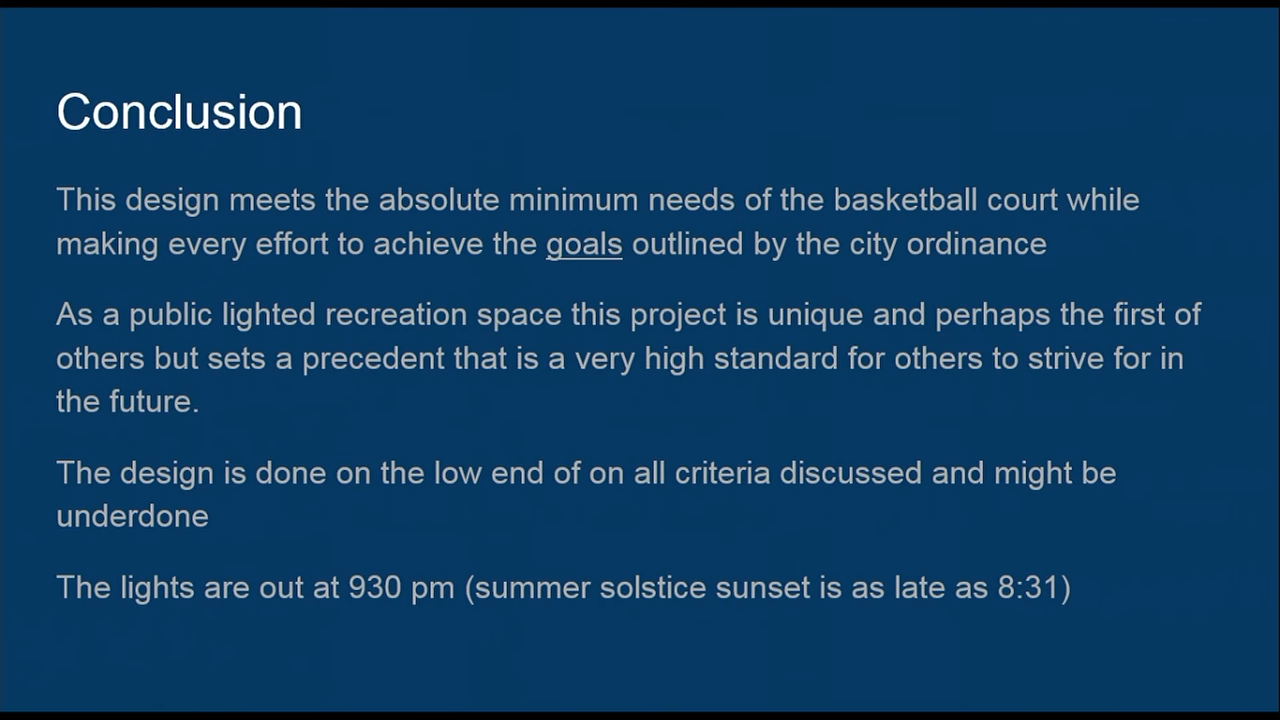 Conclusion
This design meets the absolute minimum needs of the basketball court while
making every effort to achieve the goals outlined by the city ordinance
As a public lighted recreation space this project is unique and perhaps the first of
others but sets a precedent that is a very high standard for others to strive for in
the future.
The design is done on the low end of on all criteria discussed and might be
underdone
The lights are out at 930 pm (summer solstice sunset is as late as 8:31)